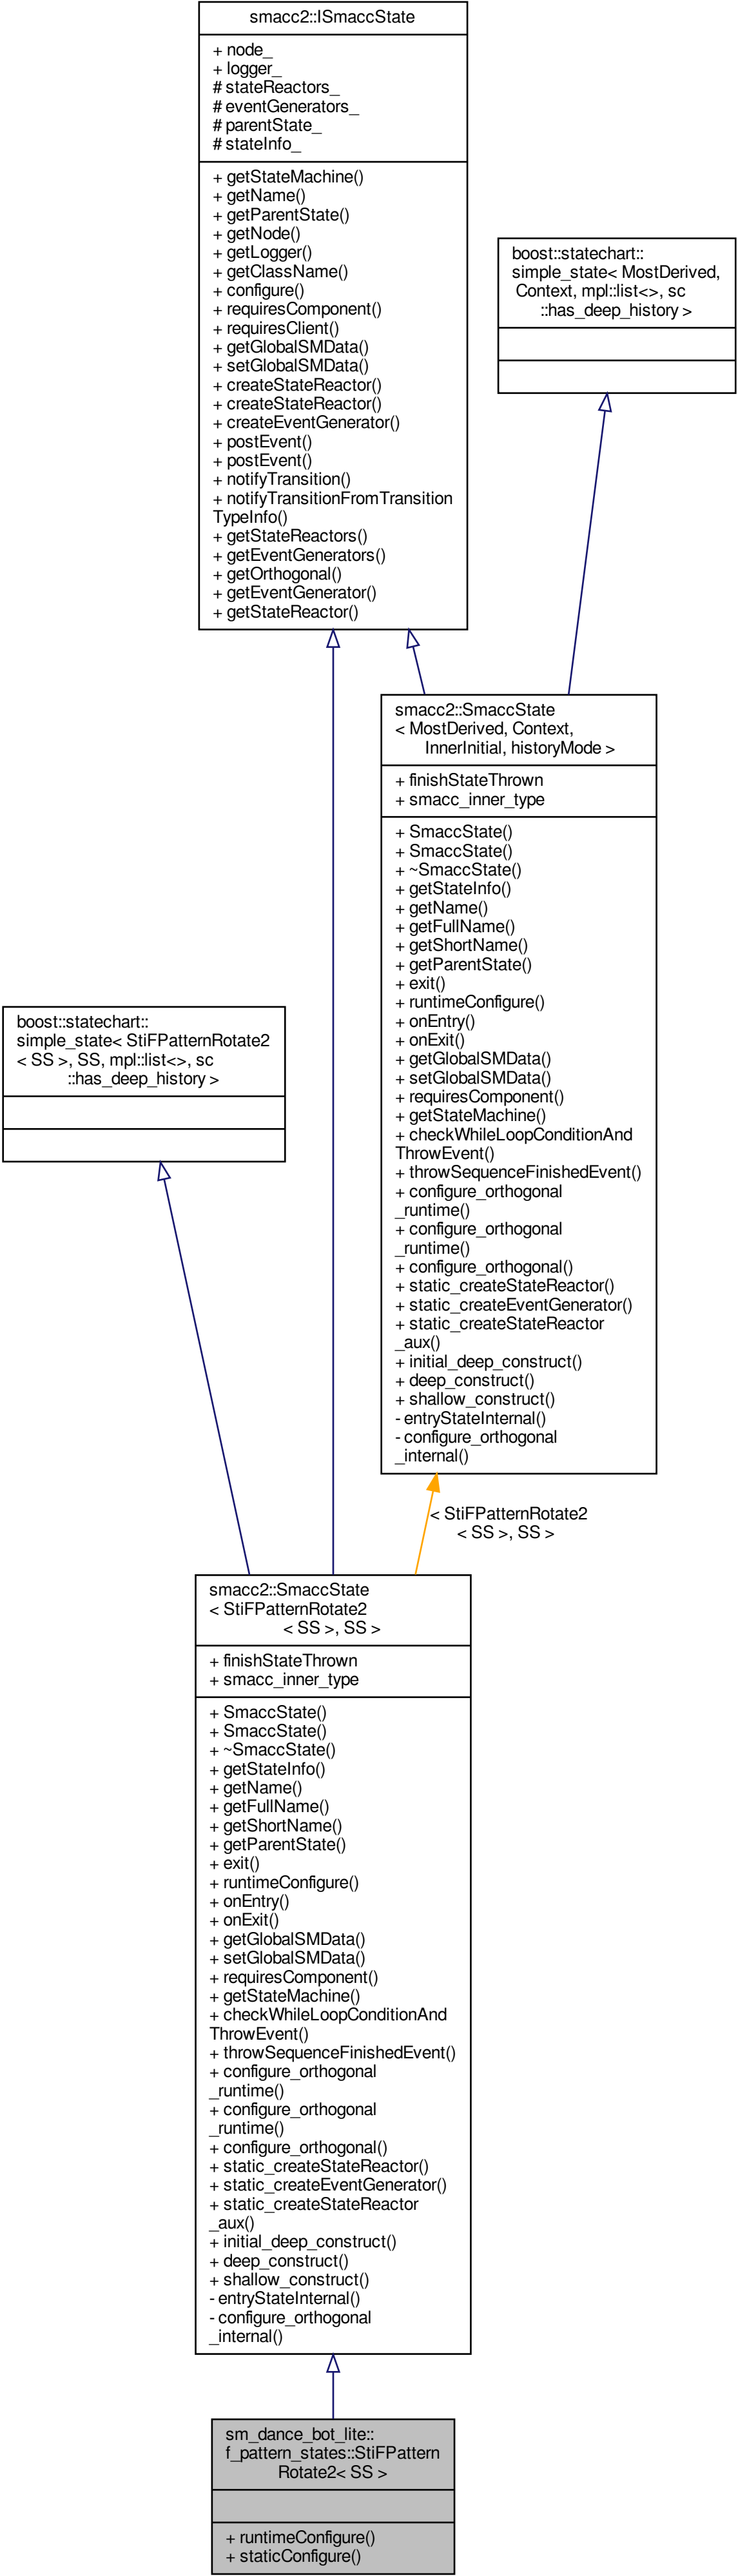 smacc2::ISmaccState
+ node_
+ logger_
# stateReactors_
# eventGenerators_
# parentState_
# stateInfo_
+ getStateMachine()
+ getName()
+ getParentState()
+ getNode()
+ getLogger()
+ getClassName()
+ configure()
+ requiresComponent()
+ requiresClient()
+ getGlobalSMData()
+ setGlobalSMData()
+ createStateReactor()
+ createStateReactor()
+ createEventGenerator()
+ postEvent()
+ postEvent()
+ notifyTransition()
+ notifyTransitionFromTransition
TypeInfo()
+ getStateReactors()
+ getEventGenerators()
+ getOrthogonal()
+ getEventGenerator()
+ getStateReactor()
boost::statechart::
simple_state< MostDerived,
Context, mpl::list<>, sc
::has_deep_history >
smacc2::SmaccState
< MostDerived, Context,
InnerInitial, historyMode >
+ finishStateThrown
+ smacc_inner_type
+ SmaccState()
+ SmaccState()
+ ~SmaccState()
+ getStateInfo()
+ getName()
+ getFullName()
+ getShortName()
+ getParentState()
+ exit()
+ runtimeConfigure()
+ onEntry()
+ onExit()
+ getGlobalSMData()
+ setGlobalSMData()
+ requiresComponent()
+ getStateMachine()
+ checkWhileLoopConditionAnd
ThrowEvent()
+ throwSequenceFinishedEvent()
+ configure_orthogonal
_runtime()
+ configure_orthogonal
_runtime()
+ configure_orthogonal()
+ static_createStateReactor()
+ static_createEventGenerator()
+ static_createStateReactor
_aux()
+ initial_deep_construct()
+ deep_construct()
+ shallow_construct()
- entryStateInternal()
- configure_orthogonal
_internal()
boost::statechart::
simple_state< StiFPatternRotate2
< SS >, SS, mpl::list<>, sc
::has_deep_history >
< StiFPatternRotate2
< SS >, SS >
smacc2::SmaccState
< StiFPatternRotate2
< SS >, SS >
+ finishStateThrown
+ smacc_inner_type
+ SmaccState()
+ SmaccState()
+ ~SmaccState()
+ getStateInfo()
+ getName()
+ getFullName()
+ getShortName()
+ getParentState()
+ exit()
+ runtimeConfigure()
+ onEntry()
+ onExit()
+ getGlobalSMData()
+ setGlobalSMData()
+ requiresComponent()
+ getStateMachine()
+ checkWhileLoopConditionAnd
ThrowEvent()
+ throwSequenceFinishedEvent()
+ configure_orthogonal
_runtime()
+ configure_orthogonal
_runtime()
+ configure_orthogonal()
+ static_createStateReactor()
+ static_createEventGenerator()
+ static_createStateReactor
_aux()
+ initial_deep_construct()
+ deep_construct()
+ shallow_construct()
- entryStateInternal()
- configure_orthogonal
_internal()
sm_dance_bot_lite::
f_pattern_states::StiFPattern
Rotate2< SS >
+ runtimeConfigure()
+ staticConfigure()